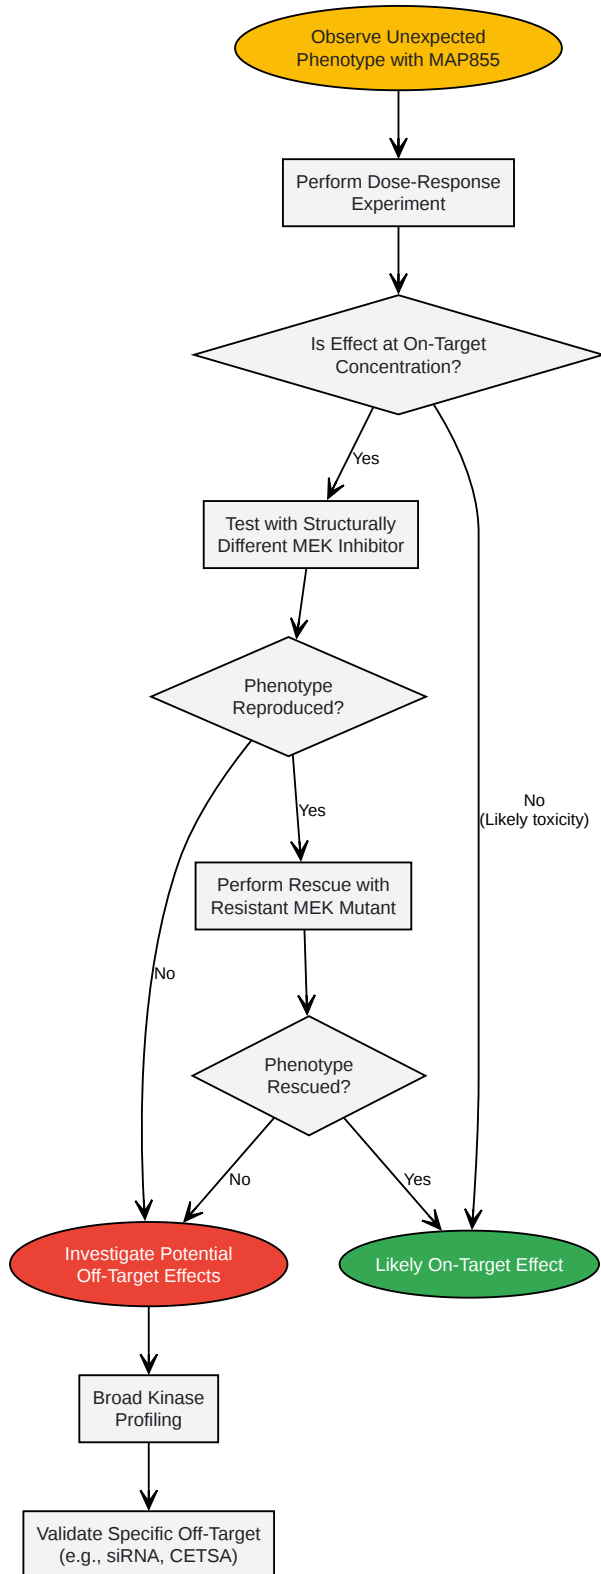 Observe Unexpected
Phenotype with MAP855
Perform Dose-Response
Experiment
Is Effect at On-Target
Concentration?
Yes
Test with Structurally
Different MEK Inhibitor
Phenotype
Reproduced?
No
(Likely toxicity)
Yes
Perform Rescue with
Resistant MEK Mutant
No
Phenotype
Rescued?
No
Yes
Investigate Potential
Off-Target Effects
Likely On-Target Effect
Broad Kinase
Profiling
Validate Specific Off-Target
(e.g., siRNA, CETSA)